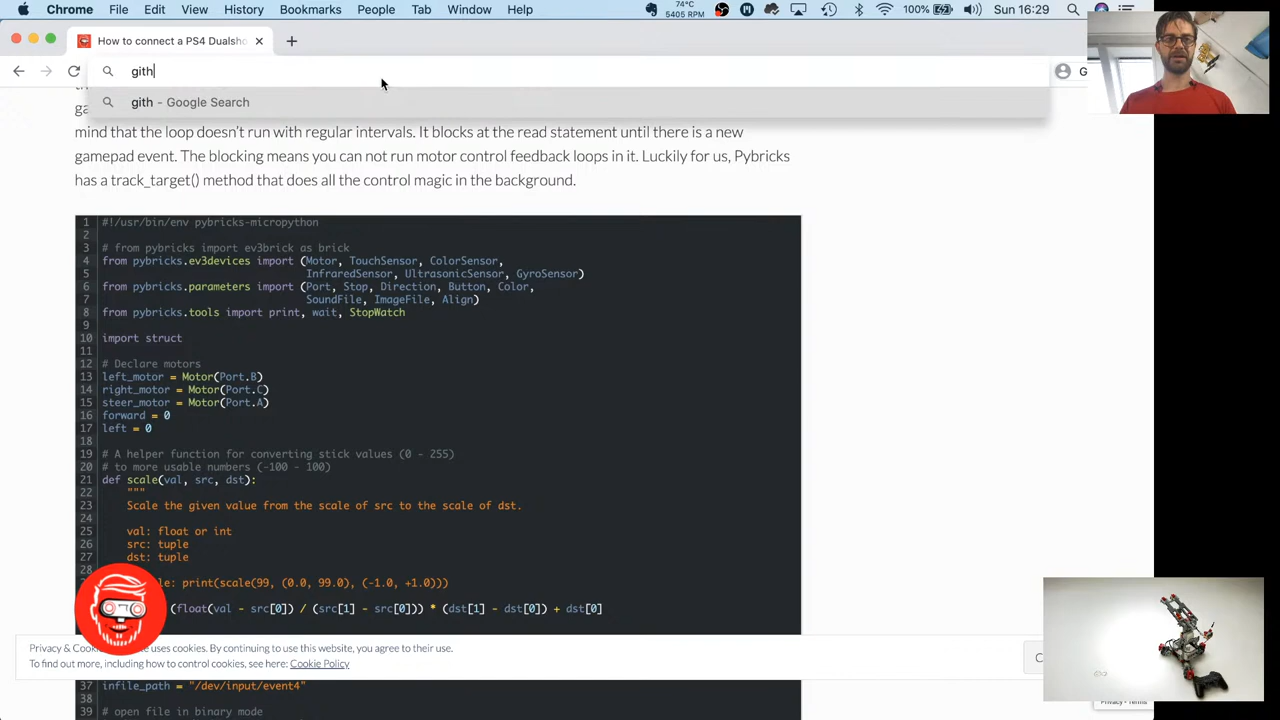 Chrome File Edit View History Bookmarks People Tab Window Help 74°C 5405 RPM 100% Sun 16:29
How to connect a PS4 Dualsho
gith
G
gith - Google Search
mind that the loop doesn't run with regular intervals. It blocks at the read statement until there is a new
gamepad event. The blocking means you can not run motor control feedback loops in it. Luckily for us, Pybricks
has a track_target() method that does all the control magic in the background.
1 #!/usr/bin/env pybricks-micropython
2
3 # from pybricks import ev3brick as brick
4 from pybricks.ev3devices import (Motor, TouchSensor, ColorSensor,
5 InfraredSensor, UltrasonicSensor, GyroSensor)
6 from pybricks.parameters import (Port, Stop, Direction, Button, Color,
7 SoundFile, ImageFile, Align)
8 from pybricks.tools import print, wait, StopWatch
9
10 import struct
11
12 # Declare motors
13 left_motor = Motor(Port.B)
14 right_motor = Motor(Port.C)
15 steer_motor = Motor(Port.A)
16 forward = 0
17 left = 0
18
19 # A helper function for converting stick values (0 - 255)
20 # to more usable numbers (-100 - 100)
21 def scale(val, src, dst):
22 """
23 Scale the given value from the scale of src to the scale of dst.
24
25 val: float or int
26 src: tuple
27 dst: tuple
28
le: print(scale(99, (0.0, 99.0), (-1.0, +1.0)))
(float(val - src[0]) / (src[1] - src[0])) * (dst[1] - dst[0]) + dst[0]
Privacy & Cookies use cookies. By continuing to use this website, you agree to their use.
To find out more, including how to control cookies, see here: Cookie Policy
37 infile_path = "/dev/input/event4"
38
39 # open file in binary mode
Privacy - Terms